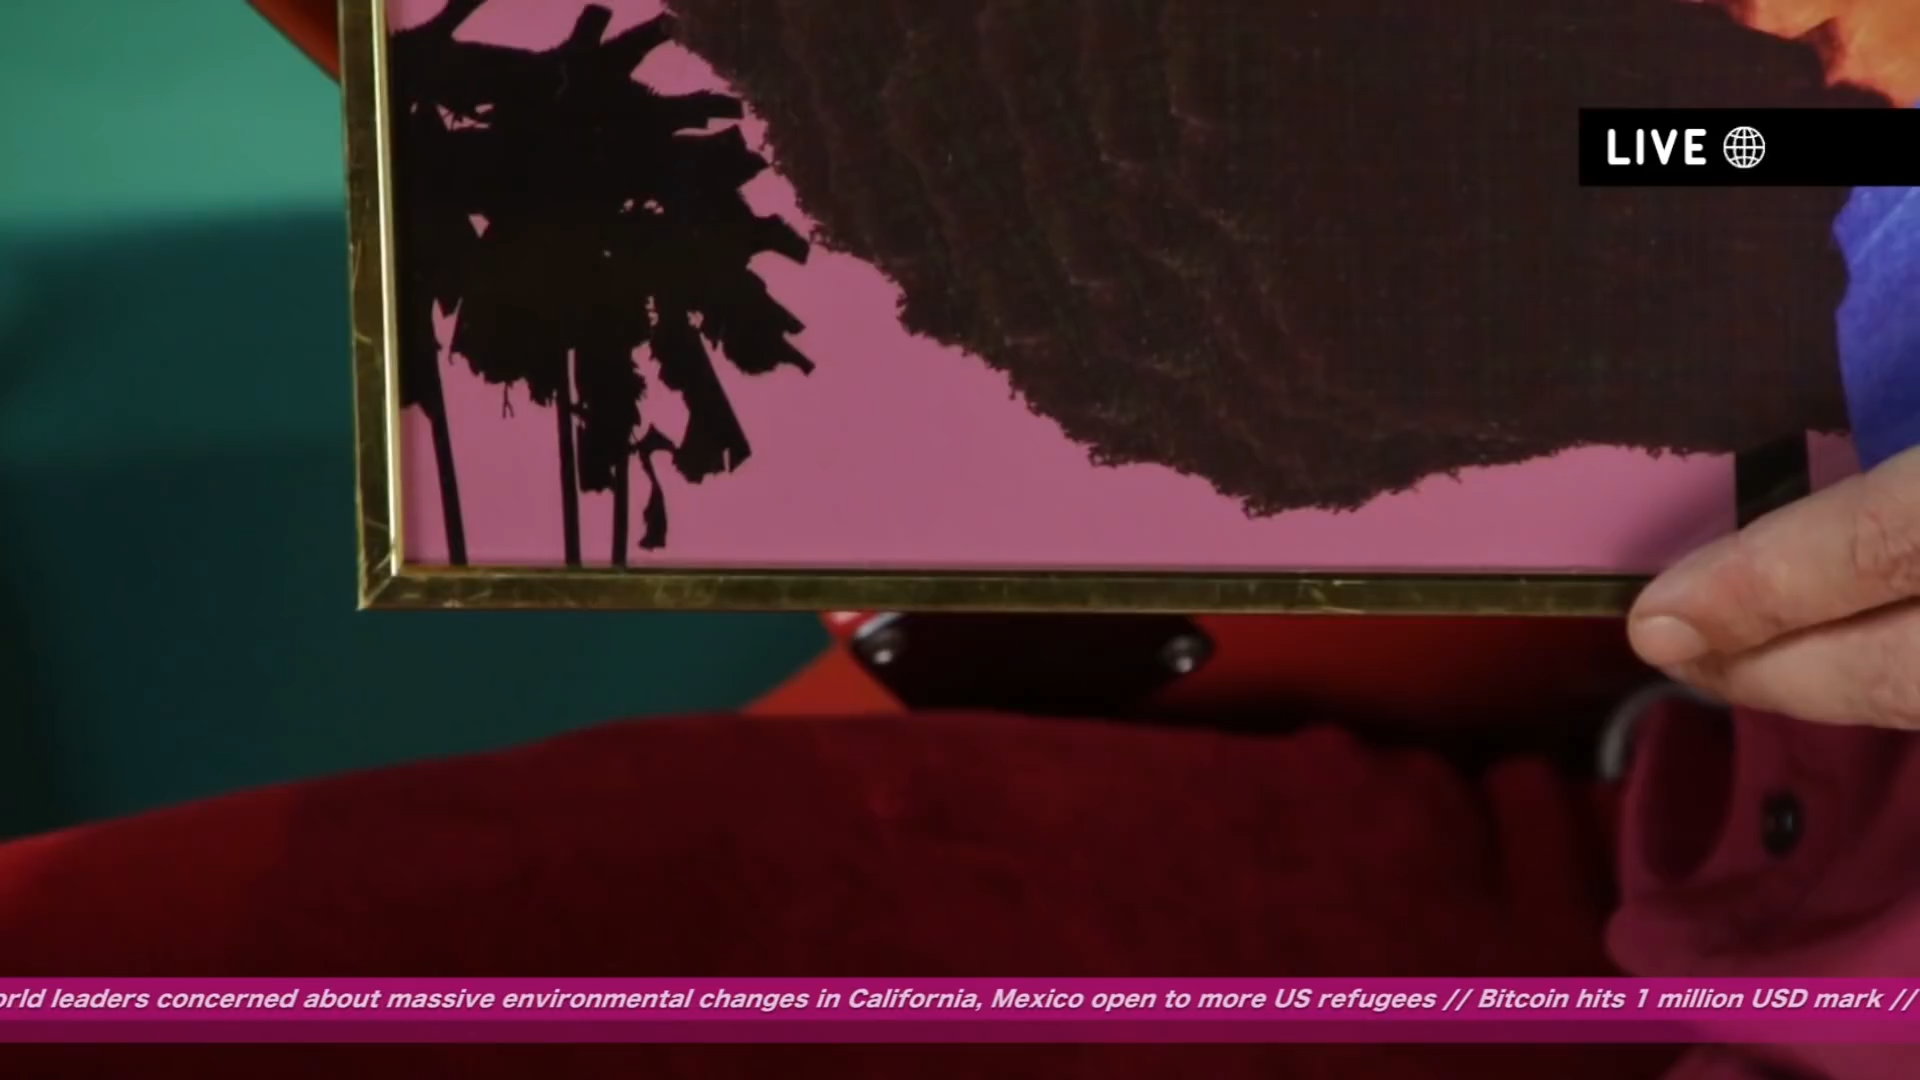 LIVE
orld leaders concerned about massive environmental changes in California, Mexico open to more US refugees // Bitcoin hits 1 million USD mark //